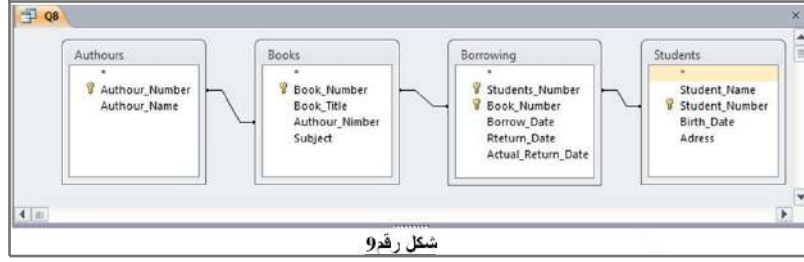 Q8
Authours
*
Authour_Number
Authour_Name
Books
*
Book_Number
Book_Title
Authour_Nimber
Subject
Borrowing
*
Students_Number
Book_Number
Borrow_Date
Rteturn_Date
Actual_Return_Date
Students
*
Student_Name
Student_Number
Birth_Date
Adress
شكل رقم9